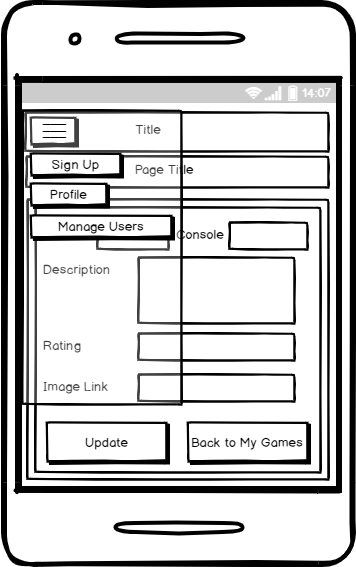 14:07
Title
Sign Up
Page Title
Profile
Manage Users
Console
Description
Rating
Image Link
Update
Back to My Games